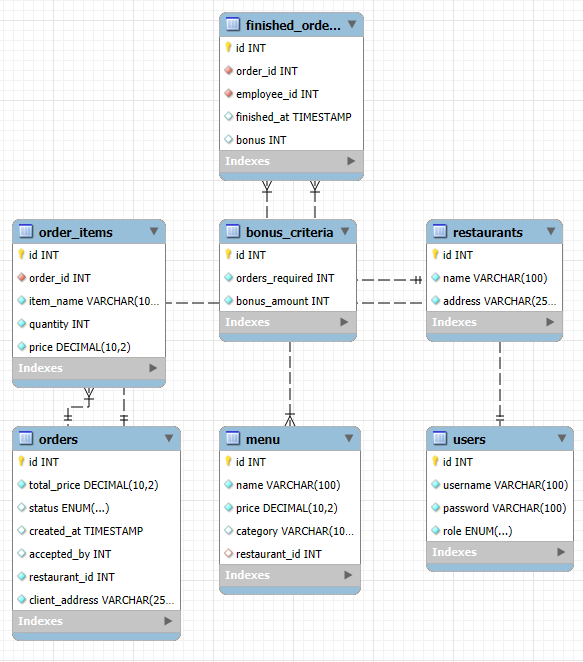 finished_orde...
id INT
order_id INT
employee_id INT
finished_at TIMESTAMP
bonus INT
Indexes
order_items
id INT
order_id INT
item_name VARCHAR(10...
quantity INT
price DECIMAL(10,2)
Indexes
bonus_criteria
id INT
orders_required INT
bonus_amount INT
Indexes
restaurants
id INT
name VARCHAR(100)
address VARCHAR(25...
Indexes
orders
id INT
total_price DECIMAL(10,2)
status ENUM(...)
created_at TIMESTAMP
accepted_by INT
restaurant_id INT
client_address VARCHAR(25...
Indexes
menu
id INT
name VARCHAR(100)
price DECIMAL(10,2)
category VARCHAR(10...
restaurant_id INT
Indexes
users
id INT
username VARCHAR(100)
password VARCHAR(100)
role ENUM(...)
Indexes